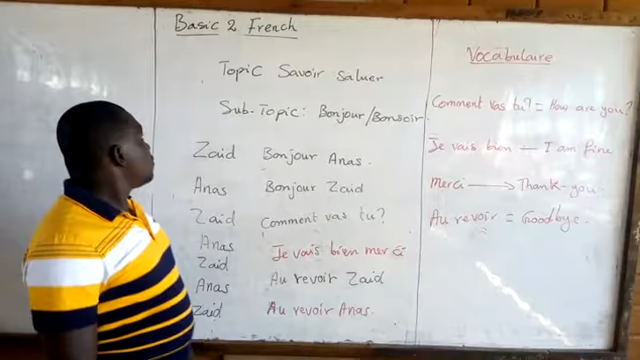 Basic 2 French
Topic Savoir saluer
Sub-Topic: Bonjour/Bonsoir
Zaid Bonjour Anas.
Anas Bonjour Zaid
Zaid Comment vas tu?
Anas Je vais bien merci
Zaid
Anas Au revoir Zaid
Zaid Au revoir Anas.
Vocabulaire
Comment vas tu? = How are you?
Je vais bien — I am fine
Merci → Thank-you
Au revoir = Goodbye.